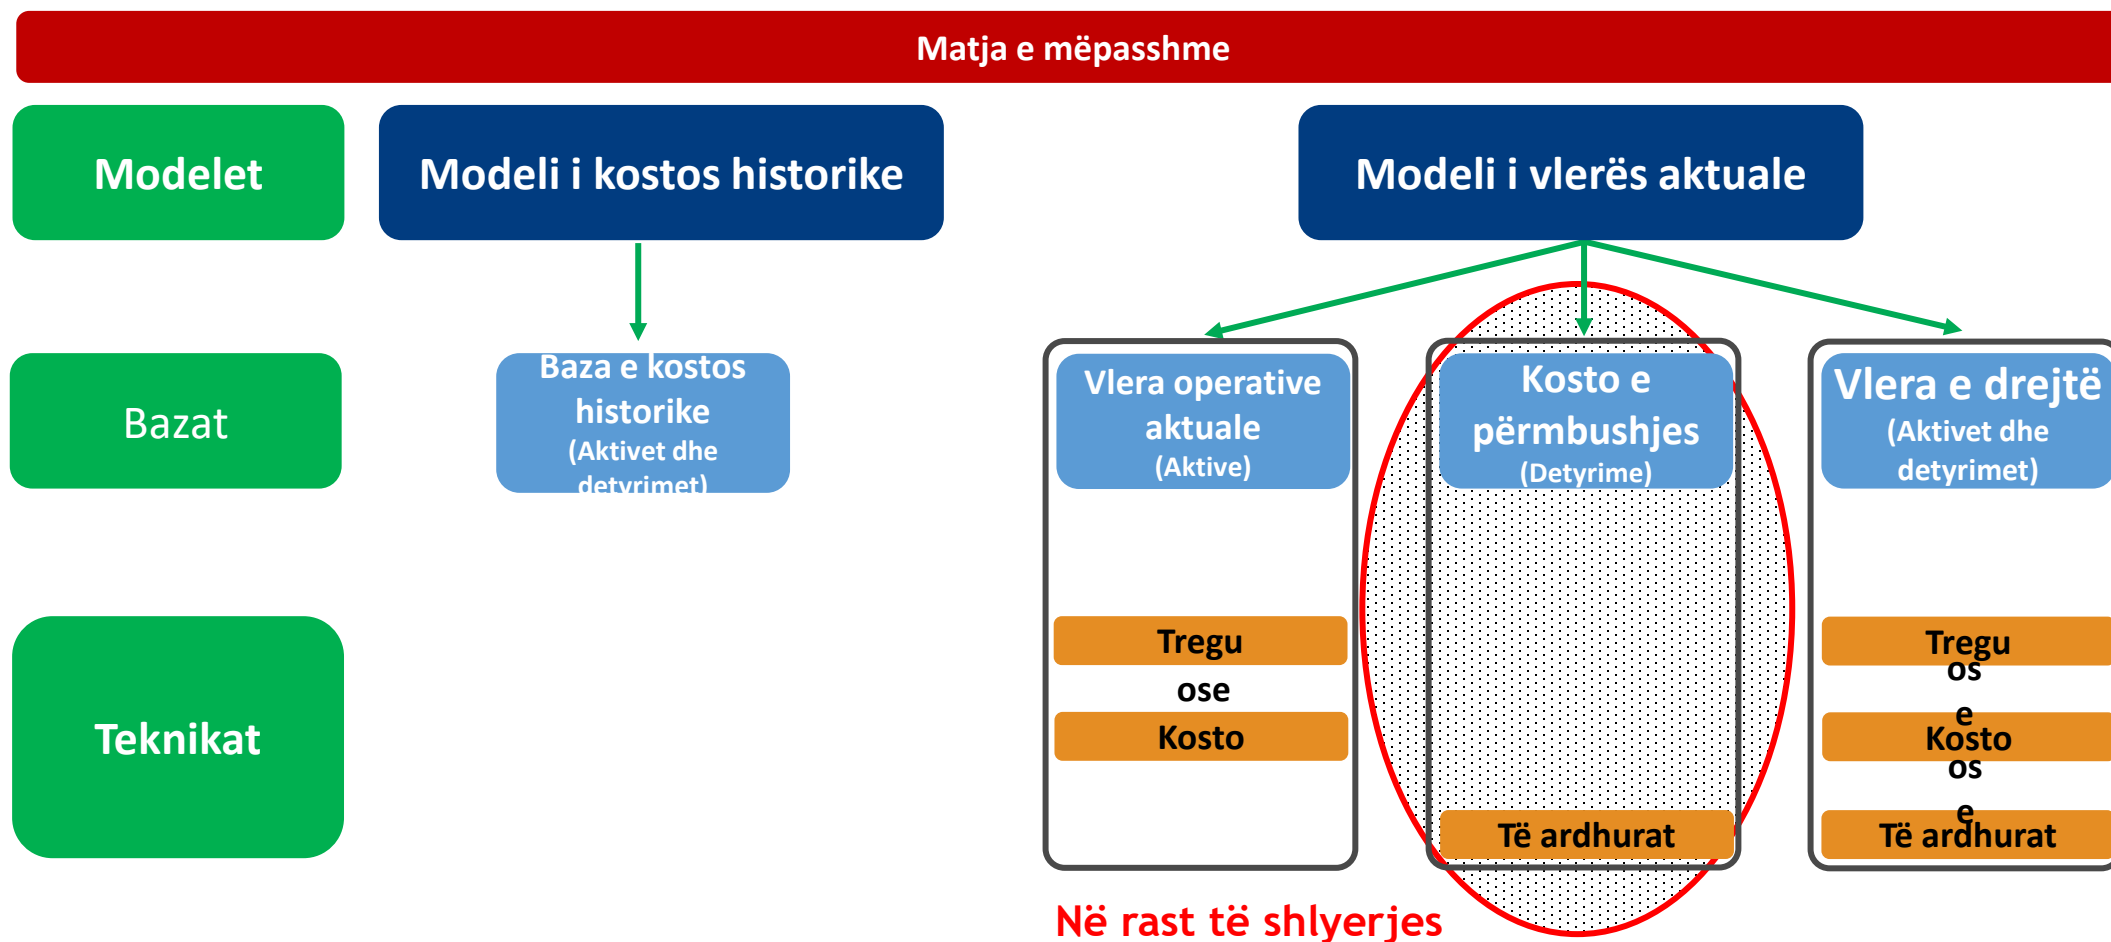 Matja e mëpasshme
Modelet
Modeli i kostos historike
Modeli i vlerës aktuale
Bazat
Baza e kostos
historike
(Aktivet dhe
detyrimet)
Vlera operative
aktuale
(Aktive)
Kosto e
përmbushjes
(Detyrime)
Vlera e drejtë
(Aktivet dhe
detyrimet)
Teknikat
Tregu
ose
Kosto
Të ardhurat
Tregu
os
e
Kosto
os
e
Të ardhurat
Në rast të shlyerjes